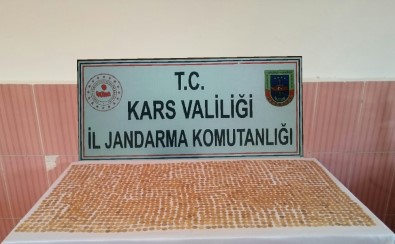 T.C.
KARS VALİLİĞİ
İL JANDARMA KOMUTANLIĞI